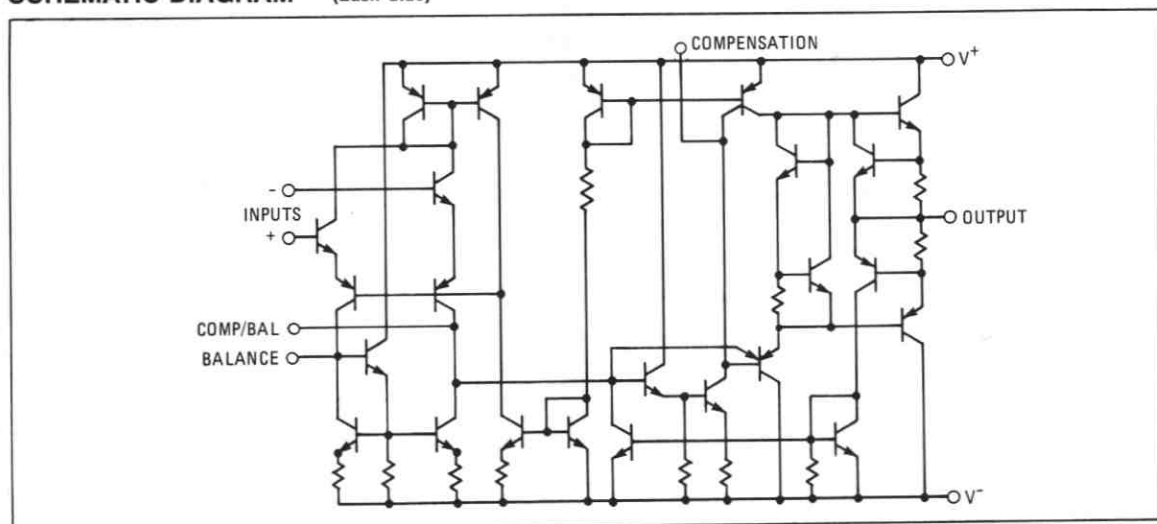 SCHEMATIC DIAGRAM (Each Side)
COMPENSATION
V+
-
INPUTS
+
OUTPUT
COMP/BAL
BALANCE
V-